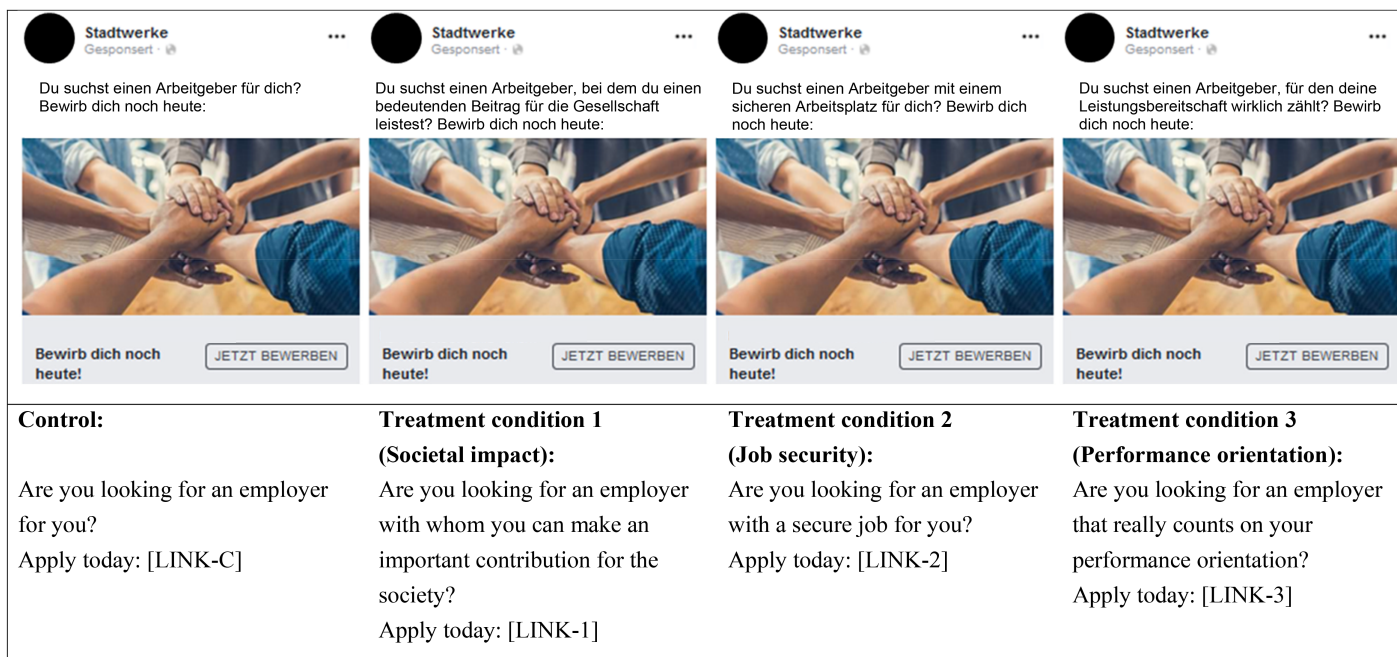 Stadtwerke
Gesponsert ·
Du suchst einen Arbeitgeber für dich?
Bewirb dich noch heute:
Bewirb dich noch
heute!
JETZT BEWERBEN
Stadtwerke
Gesponsert ·
Du suchst einen Arbeitgeber, bei dem du einen
bedeutenden Beitrag für die Gesellschaft
leistest? Bewirb dich noch heute:
Bewirb dich noch
heute!
JETZT BEWERBEN
Stadtwerke
Gesponsert ·
Du suchst einen Arbeitgeber mit einem
sicheren Arbeitsplatz für dich? Bewirb dich
noch heute:
Bewirb dich noch
heute!
JETZT BEWERBEN
Stadtwerke
Gesponsert ·
Du suchst einen Arbeitgeber, für den deine
Leistungsbereitschaft wirklich zählt? Bewirb
dich noch heute:
Bewirb dich noch
heute!
JETZT BEWERBEN
Control:
Are you looking for an employer
for you?
Apply today: [LINK-C]
Treatment condition 1
(Societal impact):
Are you looking for an employer
with whom you can make an
important contribution for the
society?
Apply today: [LINK-1]
Treatment condition 2
(Job security):
Are you looking for an employer
with a secure job for you?
Apply today: [LINK-2]
Treatment condition 3
(Performance orientation):
Are you looking for an employer
that really counts on your
performance orientation?
Apply today: [LINK-3]